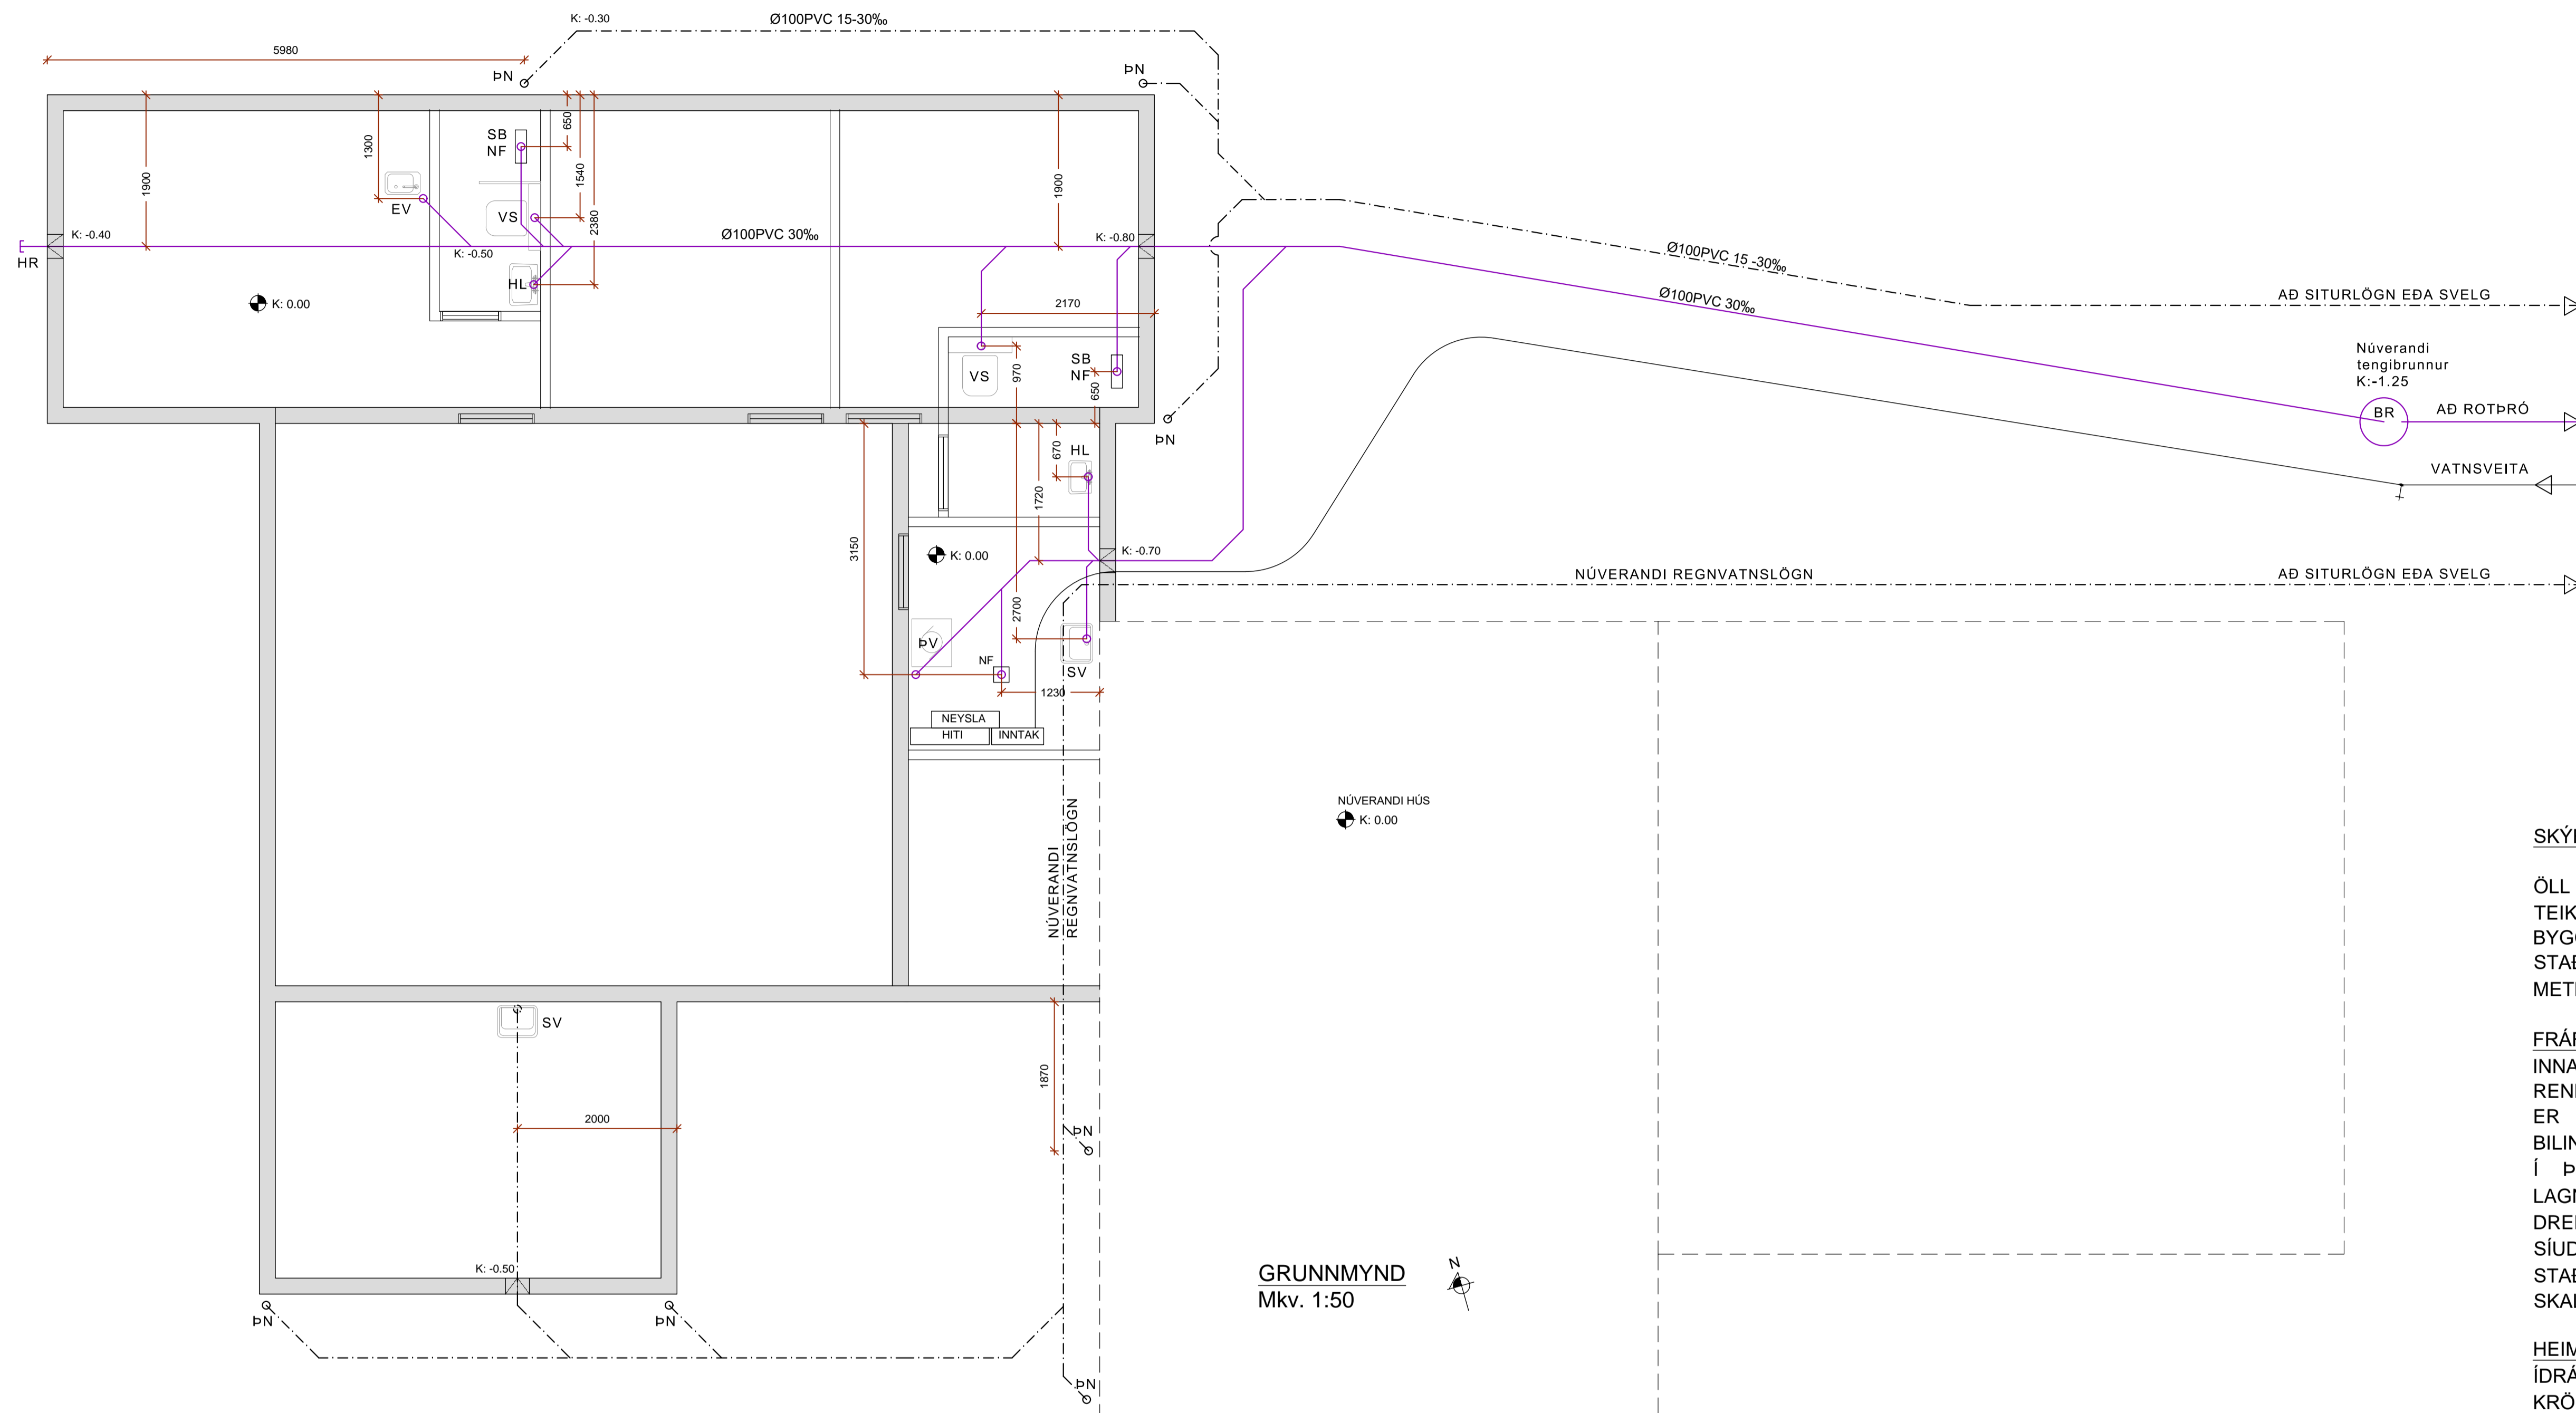 K: -0.30
Ø100PVC 15-30‰
5980
ÞN
ÞN
1900
1300
SB
NF
650
1540
2380
1900
EV
VS
K: -0.40
HR
K: -0.50
Ø100PVC 30‰
K: -0.80
HL
K: 0.00
2170
VS
970
SB
NF
650
ÞN
Ø100PVC 15 -30‰
Ø100PVC 30‰
AÐ SITURLÖGN EÐA SVELG
Núverandi
tengibrunnur
K:-1.25
BR
AÐ ROTÞRÓ
VATNSVEITA
HL
670
1720
3150
K: 0.00
K: -0.70
NÚVERANDI REGNVATNSLÖGN
AÐ SITURLÖGN EÐA SVELG
2700
ÞV
NF
SV
1230
NEYSLA
HITI
INNTAK
NÚVERANDI
REGNVATNSLÖGN
NÚVERANDI HÚS
K: 0.00
SV
2000
1870
ÞN
K: -0.50
ÞN
ÞN
ÞN
GRUNNMYND
Mkv. 1:50
N
ÖLL
STAÐ
ER
Í Þ